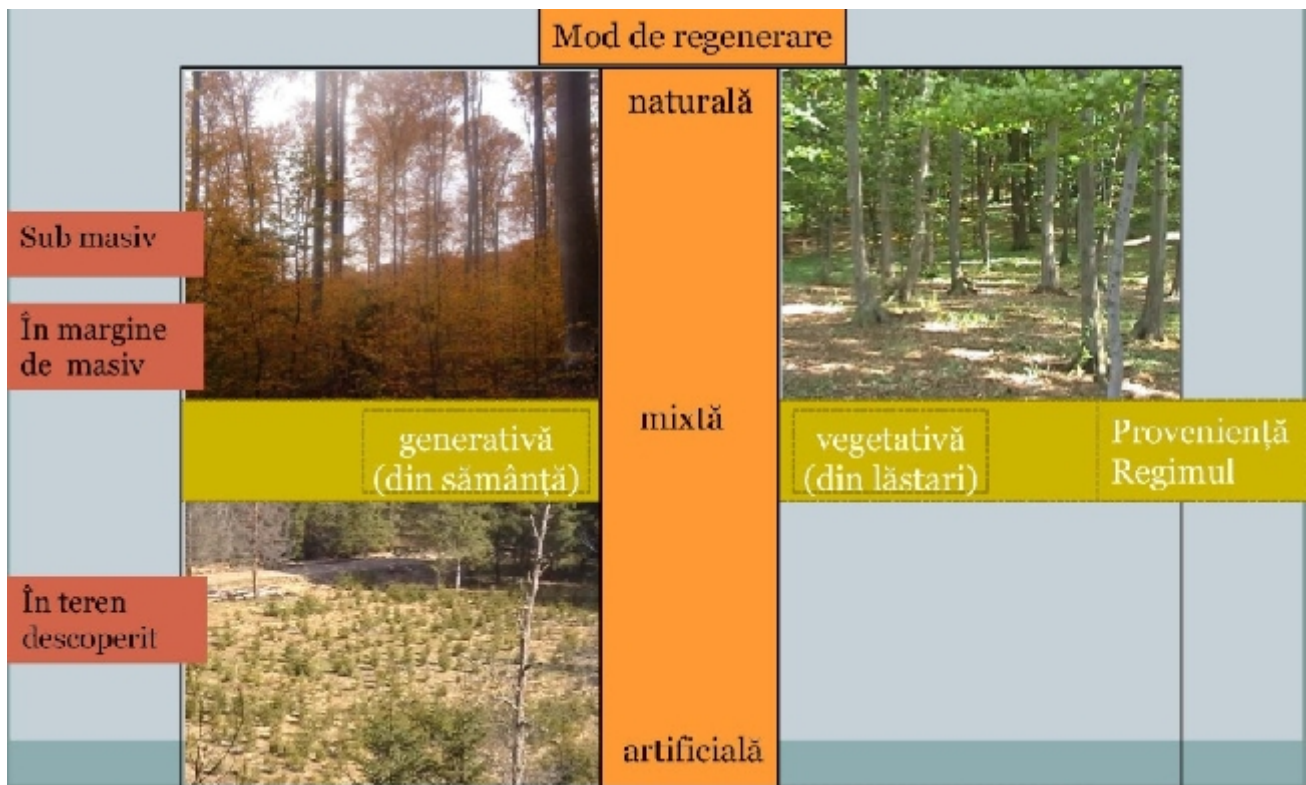 Mod de regenerare
naturală
Sub masiv
În margine
de masiv
mixtă
generativă
(din sămânță)
vegetativă
(din lăstari)
Proveniență
Regimul
În teren
descoperit
artificială